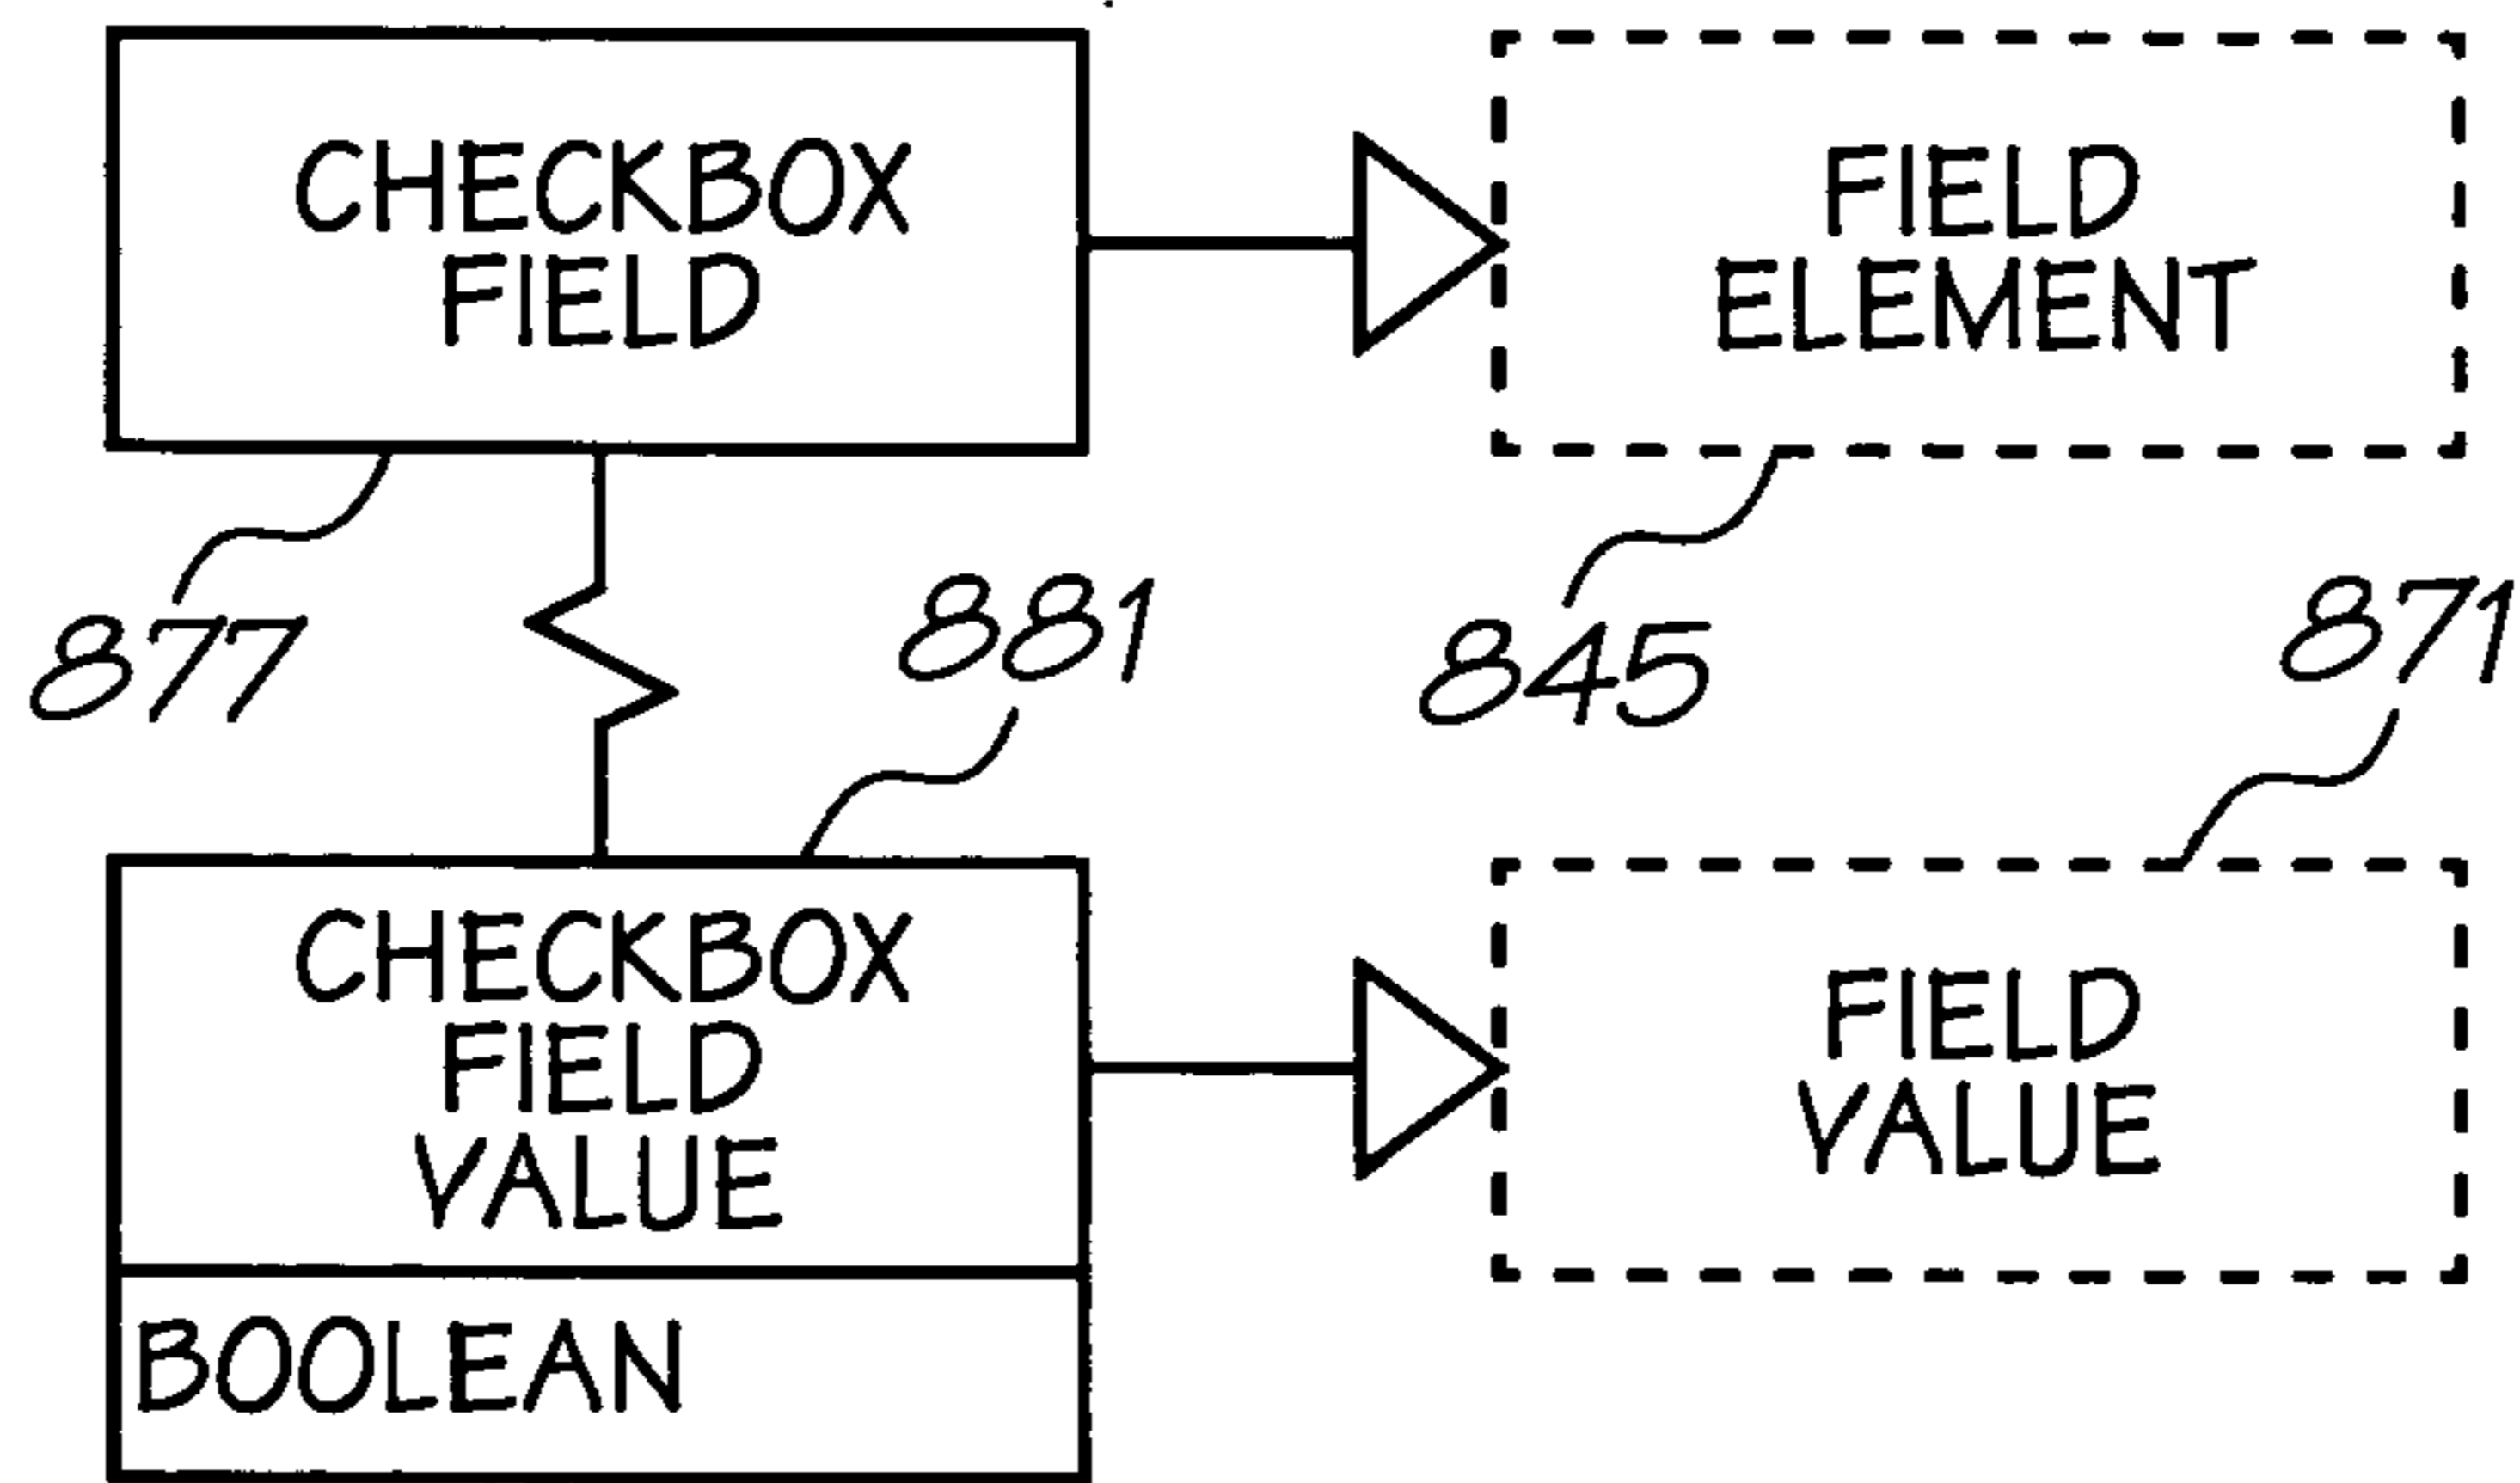 CHECKBOX
FIELD
FIELD
ELEMENT
877
881
845
871
CHECKBOX
FIELD
VALUE
FIELD
VALUE
BOOLEAN